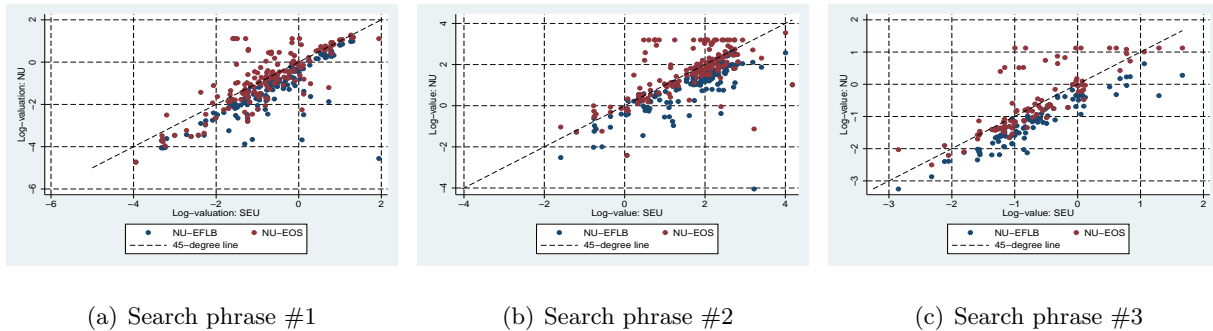 2
0
−2
−4
−6
Log−valuation: NU
−6
−4
−2
0
2
Log−valuation: SEU
NU−EFLB
NU−EOS
45−degree line
4
2
0
−2
−4
Log−value: NU
−4
−2
0
2
4
Log−value: SEU
NU−EFLB
NU−EOS
45−degree line
2
1
0
−1
−2
−3
Log−value: NU
−3
−2
−1
0
1
2
Log−value: SEU
NU−EFLB
NU−EOS
45−degree line
(a) Search phrase #1
(b) Search phrase #2
(c) Search phrase #3